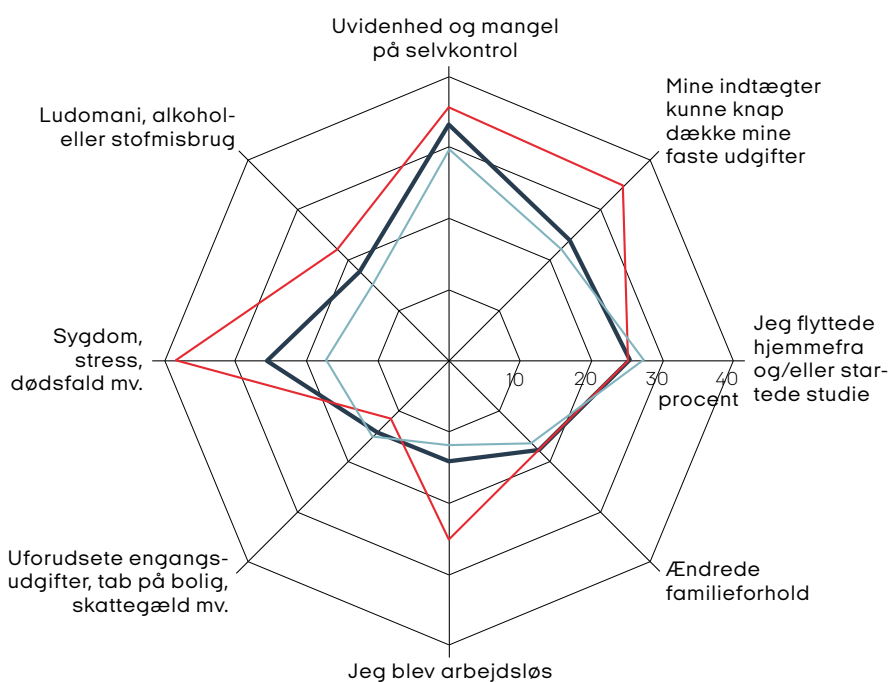 Uvidenhed og mangel
på selvkontrol
Mine indtægter
kunne knap
dække mine
faste udgifter
Ludomani, alkohol-
eller stofmisbrug
Jeg flyttede
hjemmefra
og/eller star-
tede studie
Sygdom,
stress,
dødsfald mv.
10 20 30 40
procent
Uforudsete engangs-
udgifter, tab på bolig,
skattegæld mv.
Ændrede
familieforhold
Jeg blev arbejdsløs